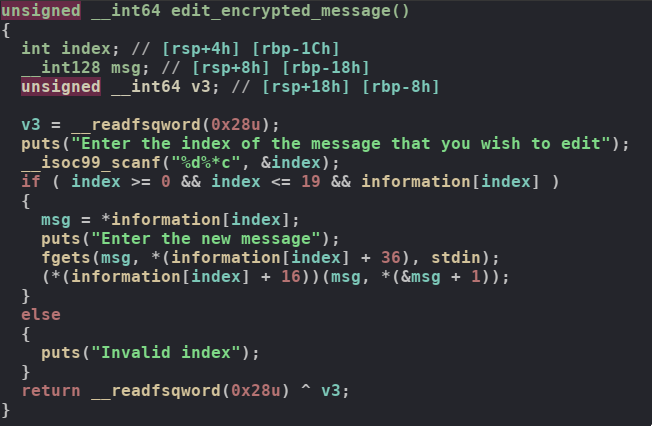 unsigned __int64 edit_encrypted_message()
{
  int index; // [rsp+4h] [rbp-1Ch]
  __int128 msg; // [rsp+8h] [rbp-18h]
  unsigned __int64 v3; // [rsp+18h] [rbp-8h]

  v3 = __readfsqword(0x28u);
  puts("Enter the index of the message that you wish to edit");
  __isoc99_scanf("%d%*c", &index);
  if ( index >= 0 && index <= 19 && information[index] )
  {
    msg = *information[index];
    puts("Enter the new message");
    fgets(msg, *(information[index] + 36), stdin);
    (*(information[index] + 16))(msg, *(&msg + 1));
  }
  else
  {
    puts("Invalid index");
  }
  return __readfsqword(0x28u) ^ v3;
}